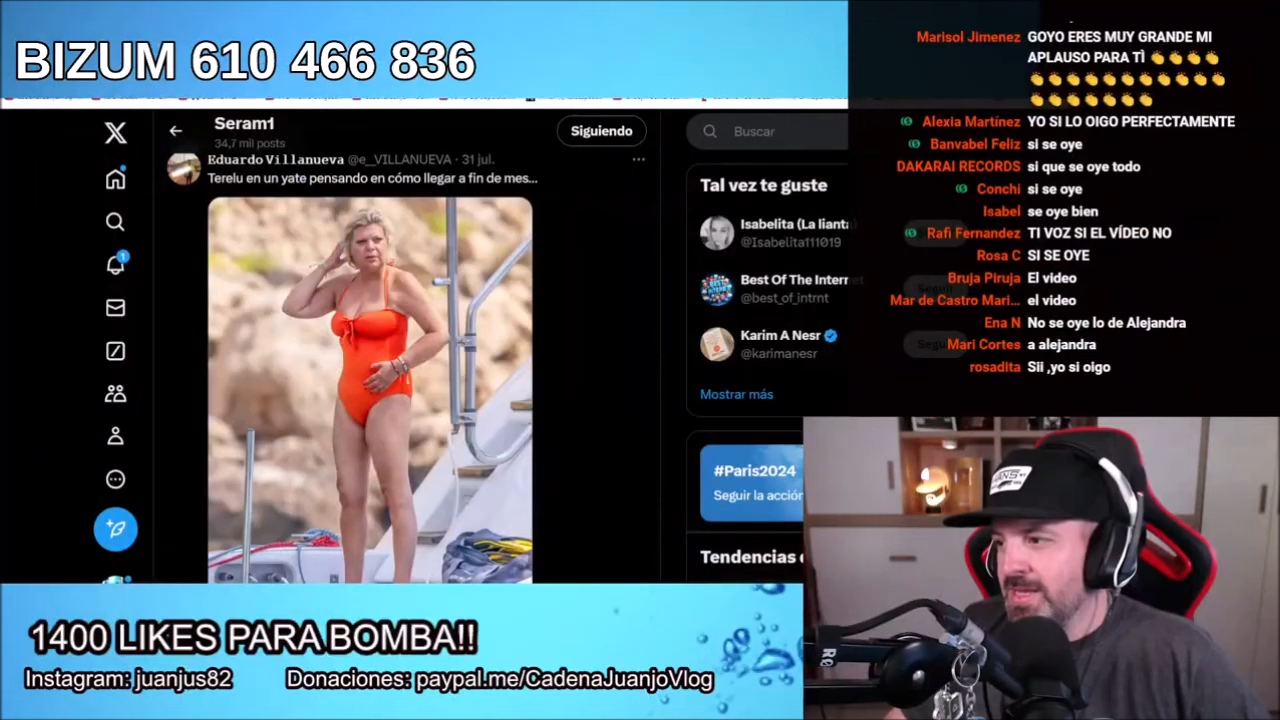 BIZUM 610 466 836
Seram1
34,7 mil posts
Siguiendo
Buscar
Eduardo Villanueva @e_VILLANUEVA · 31 jul.
Terelu en un yate pensando en cómo llegar a fin de mes...
Tal vez te guste
Isabelita (La lianta
@Isabelita111019
Best Of The Internet
@best_of_intrnt
Karim A Nesr
@karimanesr
Mostrar más
#Paris2024
Seguir la acción
Tendencias
Marisol Jimenez GOYO ERES MUY GRANDE MI
APLAUSO PARA TÌ 👏👏👏👏
👏👏👏👏👏👏👏👏👏👏👏
👏👏👏👏👏👏👏
Alexia Martínez YO SI LO OIGO PERFECTAMENTE
Banvabel Feliz si se oye
DAKARAI RECORDS si que se oye todo
Conchi si se oye
Isabel se oye bien
Rafi Fernandez TI VOZ SI EL VÍDEO NO
Rosa C SI SE OYE
Bruja Piruja El video
Mar de Castro Mari... el video
Ena N No se oye lo de Alejandra
Mari Cortes a alejandra
rosadita Sii ,yo si oigo
VANS
1400 LIKES PARA BOMBA!!
Instagram: juanjus82 Donaciones: paypal.me/CadenaJuanjoVlog